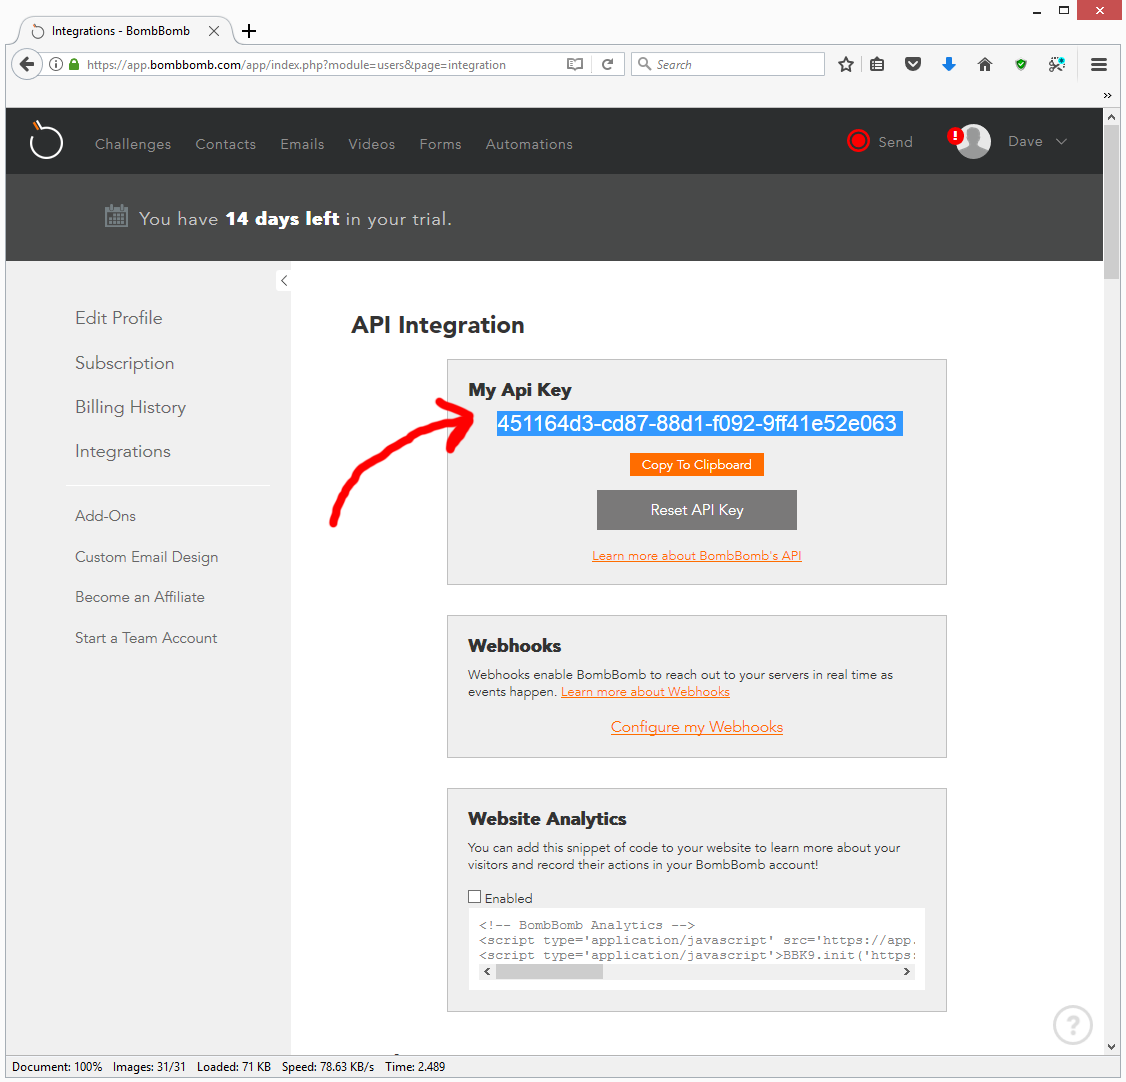 Integrations - BombBomb
https://app.bombbomb.com/app/index.php?module=users&page=integration
Search
Challenges Contacts Emails Videos Forms Automations Send Dave
You have 14 days left in your trial.
Edit Profile
Subscription
Billing History
Integrations
Add-Ons
Custom Email Design
Become an Affiliate
Start a Team Account
API Integration
My Api Key
451164d3-cd87-88d1-f092-9ff41e52e063
Copy To Clipboard
Reset API Key
Learn more about BombBomb's API
Webhooks
Webhooks enable BombBomb to reach out to your servers in real time as
events happen. Learn more about Webhooks
Configure my Webhooks
Website Analytics
You can add this snippet of code to your website to learn more about your
visitors and record their actions in your BombBomb account!
Enabled
<!-- BombBomb Analytics -->
<script type='application/javascript' src='https://app.
<script type='application/javascript'>BBK9.init('https:
Document: 100% Images: 31/31 Loaded: 71 KB Speed: 78.63 KB/s Time: 2.489